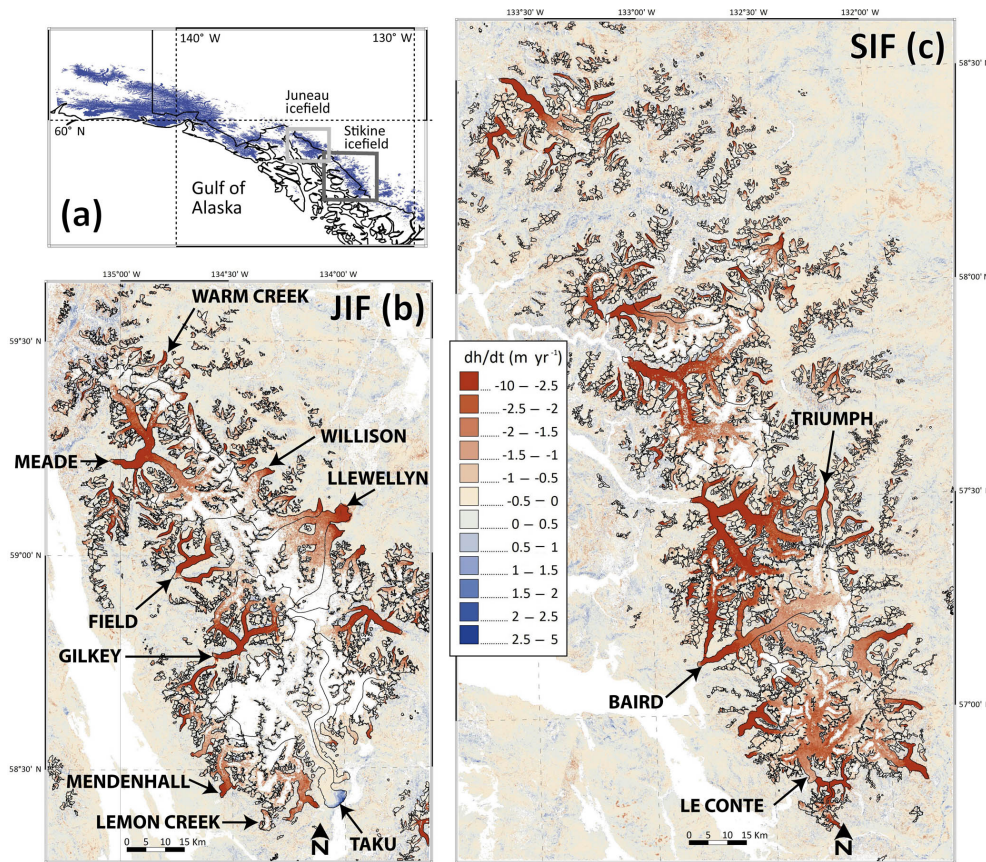 140° W
130° W
Juneau
icefield
Stikine
icefield
60° N
Gulf of
Alaska
(a)
135°00' W
134°30' W
134°00' W
JIF (b)
WARM CREEK
59°30' N
WILLISON
MEADE
LLEWELLYN
59°00' N
FIELD
GILKEY
58°30' N
MENDENHALL
LEMON CREEK
TAKU
0 5 10 15 Km
N
dh/dt (m yr⁻¹)
-10 – -2.5
-2.5 – -2
-2 – -1.5
-1.5 – -1
-1 – -0.5
-0.5 – 0
0 – 0.5
0.5 – 1
1 – 1.5
1.5 – 2
2 – 2.5
2.5 – 5
133°30' W
133°00' W
132°30' W
132°00' W
SIF (c)
58°30' N
58°00' N
TRIUMPH
57°30' N
BAIRD
57°00' N
LE CONTE
0 5 10 15 Km
N